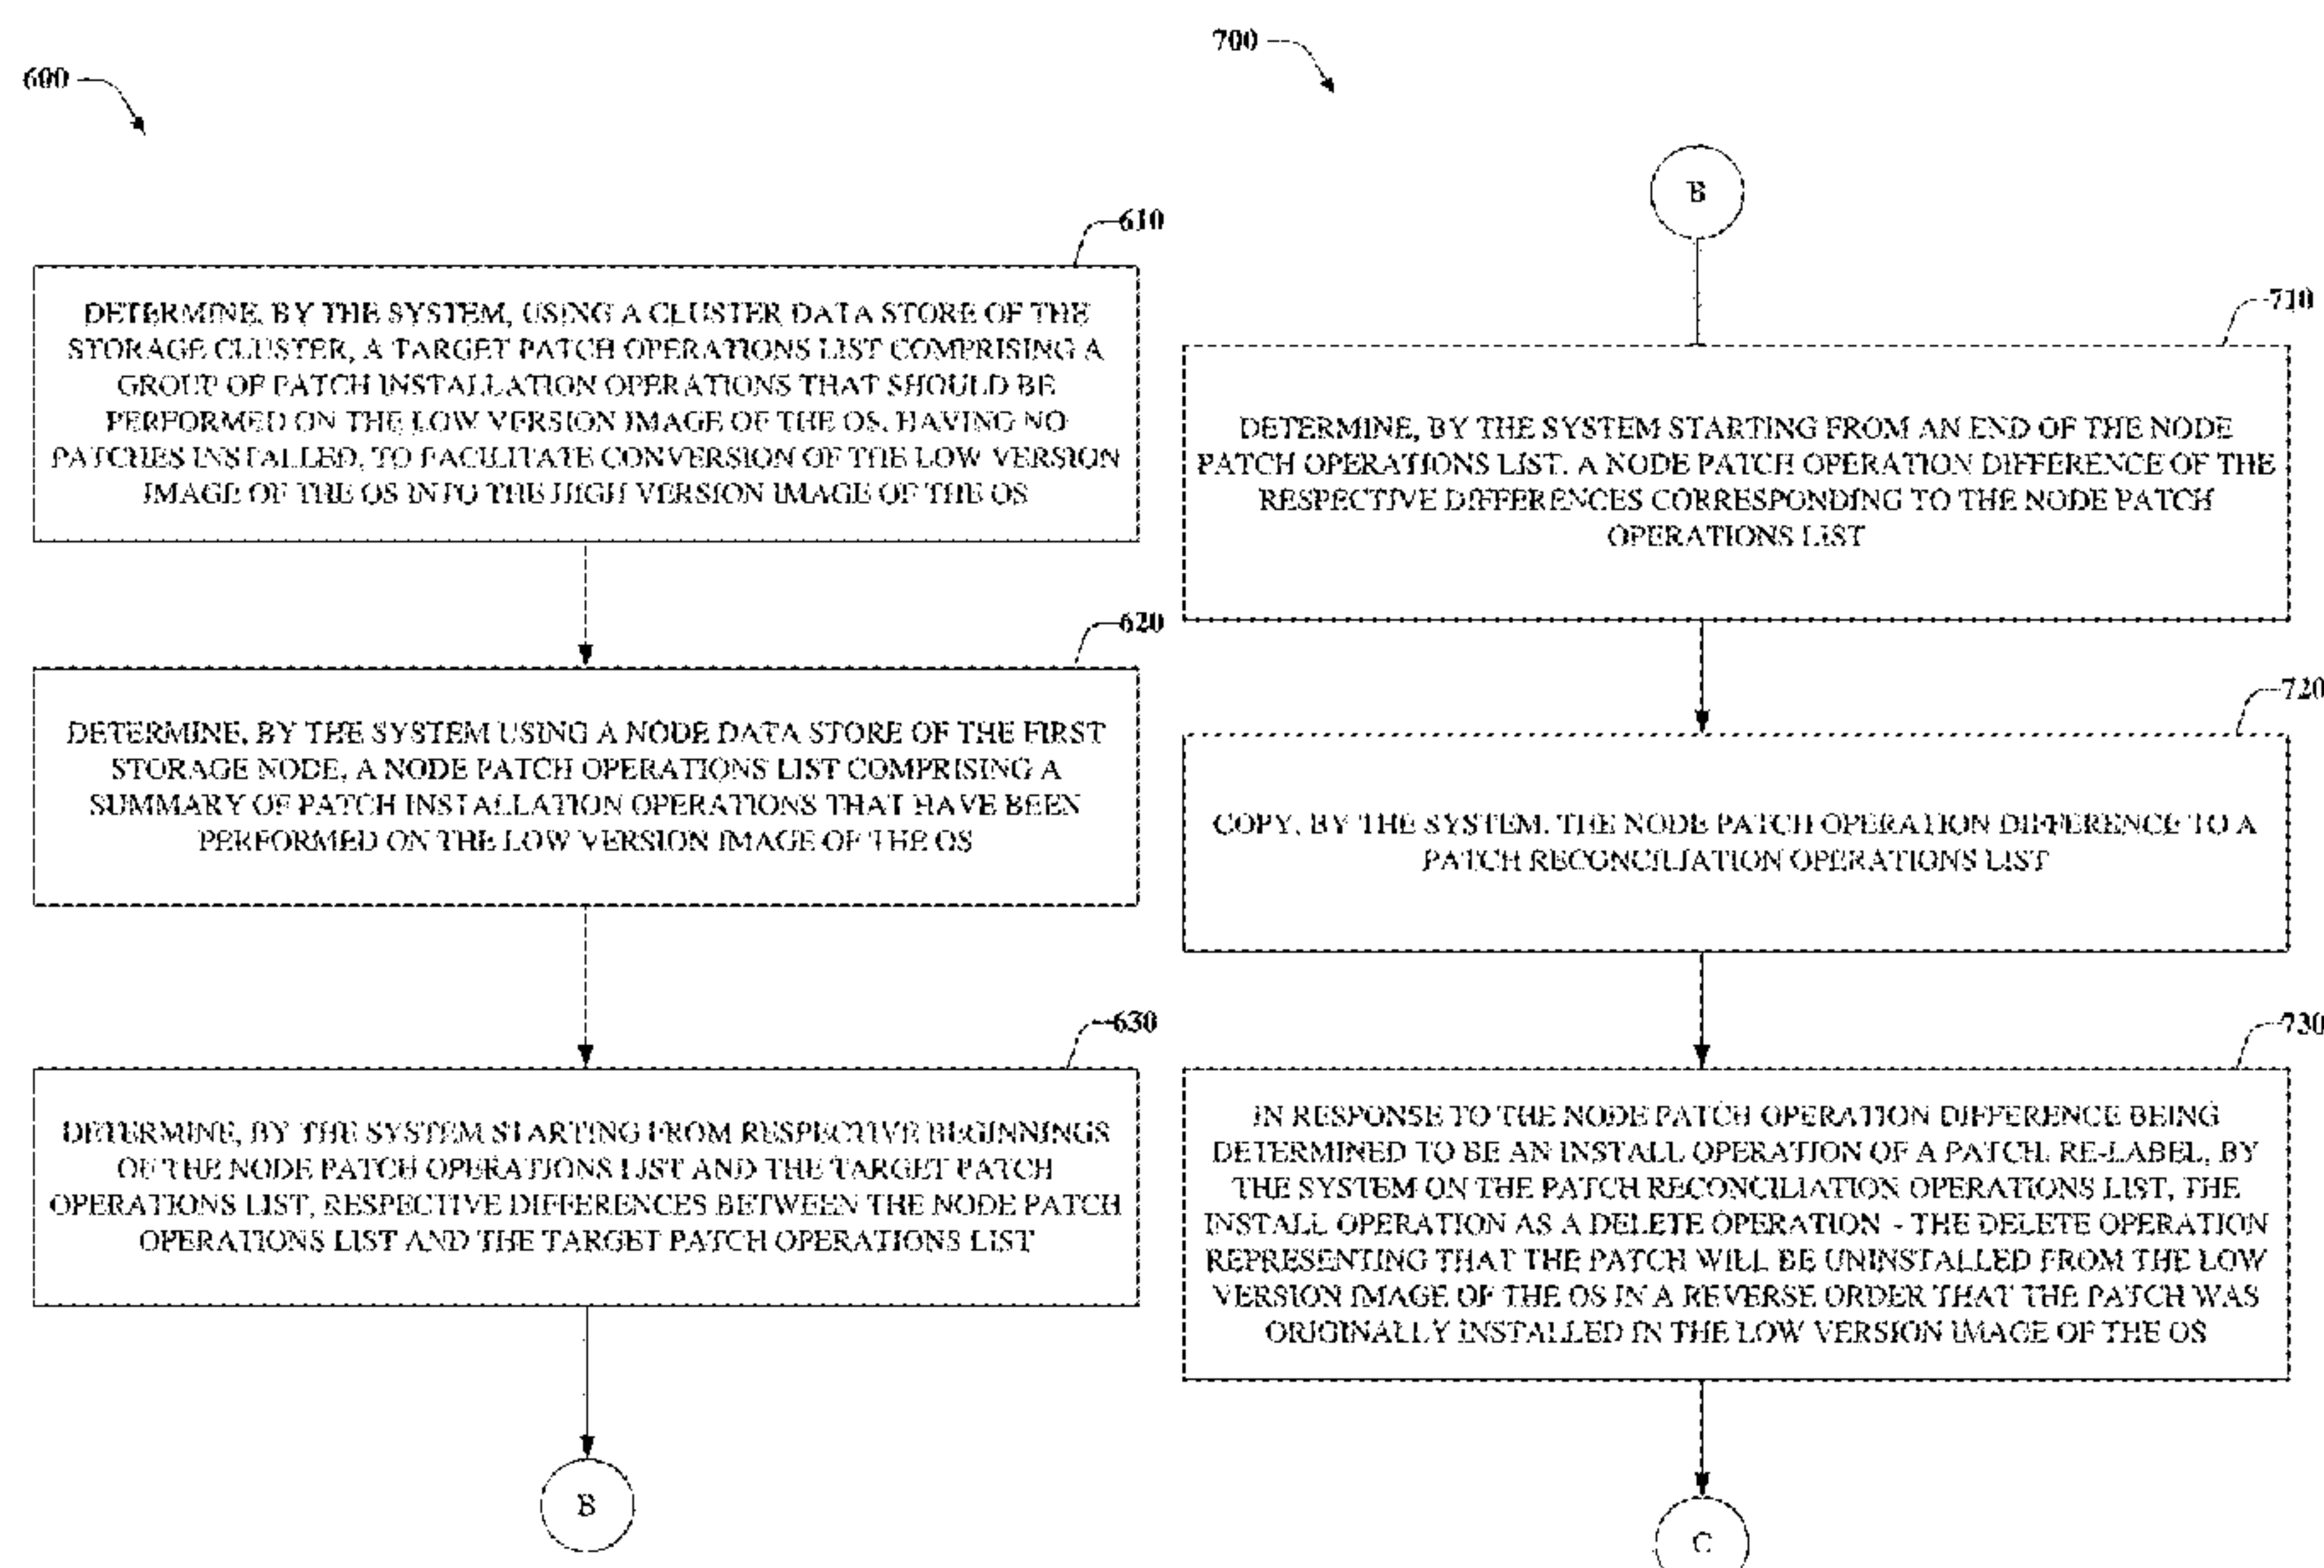 600
610
DETERMINE, BY THE SYSTEM, USING A CLUSTER DATA STORE OF THE
STORAGE CLUSTER, A TARGET PATCH OPERATIONS LIST COMPRISING A
GROUP OF PATCH INSTALLATION OPERATIONS THAT SHOULD BE
PERFORMED ON THE LOW VERSION IMAGE OF THE OS, HAVING NO
PATCHES INSTALLED, TO FACILITATE CONVERSION OF THE LOW VERSION
IMAGE OF THE OS INTO THE HIGH VERSION IMAGE OF THE OS
620
DETERMINE, BY THE SYSTEM USING A NODE DATA STORE OF THE FIRST
STORAGE NODE, A NODE PATCH OPERATIONS LIST COMPRISING A
SUMMARY OF PATCH INSTALLATION OPERATIONS THAT HAVE BEEN
PERFORMED ON THE LOW VERSION IMAGE OF THE OS
630
DETERMINE, BY THE SYSTEM STARTING FROM RESPECTIVE BEGINNINGS
OF THE NODE PATCH OPERATIONS LIST AND THE TARGET PATCH
OPERATIONS LIST, RESPECTIVE DIFFERENCES BETWEEN THE NODE PATCH
OPERATIONS LIST AND THE TARGET PATCH OPERATIONS LIST
B
700
B
710
DETERMINE, BY THE SYSTEM STARTING FROM AN END OF THE NODE
PATCH OPERATIONS LIST, A NODE PATCH OPERATION DIFFERENCE OF THE
RESPECTIVE DIFFERENCES CORRESPONDING TO THE NODE PATCH
OPERATIONS LIST
720
COPY, BY THE SYSTEM, THE NODE PATCH OPERATION DIFFERENCE TO A
PATCH RECONCILIATION OPERATIONS LIST
730
IN RESPONSE TO THE NODE PATCH OPERATION DIFFERENCE BEING
DETERMINED TO BE AN INSTALL OPERATION OF A PATCH, RE-LABEL, BY
THE SYSTEM ON THE PATCH RECONCILIATION OPERATIONS LIST, THE
INSTALL OPERATION AS A DELETE OPERATION - THE DELETE OPERATION
REPRESENTING THAT THE PATCH WILL BE UNINSTALLED FROM THE LOW
VERSION IMAGE OF THE OS IN A REVERSE ORDER THAT THE PATCH WAS
ORIGINALLY INSTALLED IN THE LOW VERSION IMAGE OF THE OS
C